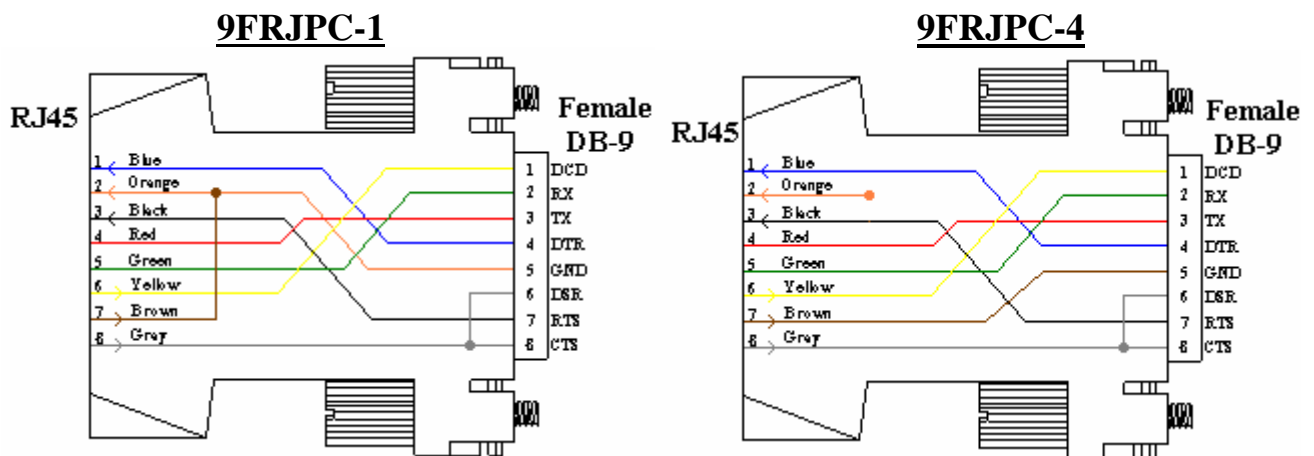 9FRJPC-1
RJ45
Female
DB-9
1 Blue
2 Orange
3 Black
4 Red
5 Green
6 Yellow
7 Brown
8 Grey
1 DCD
2 RX
3 TX
4 DTR
5 GND
6 DSR
7 RTS
8 CTS
9FRJPC-4
RJ45
Female
DB-9
1 Blue
2 Orange
3 Black
4 Red
5 Green
6 Yellow
7 Brown
8 Grey
1 DCD
2 RX
3 TX
4 DTR
5 GND
6 DSR
7 RTS
8 CTS